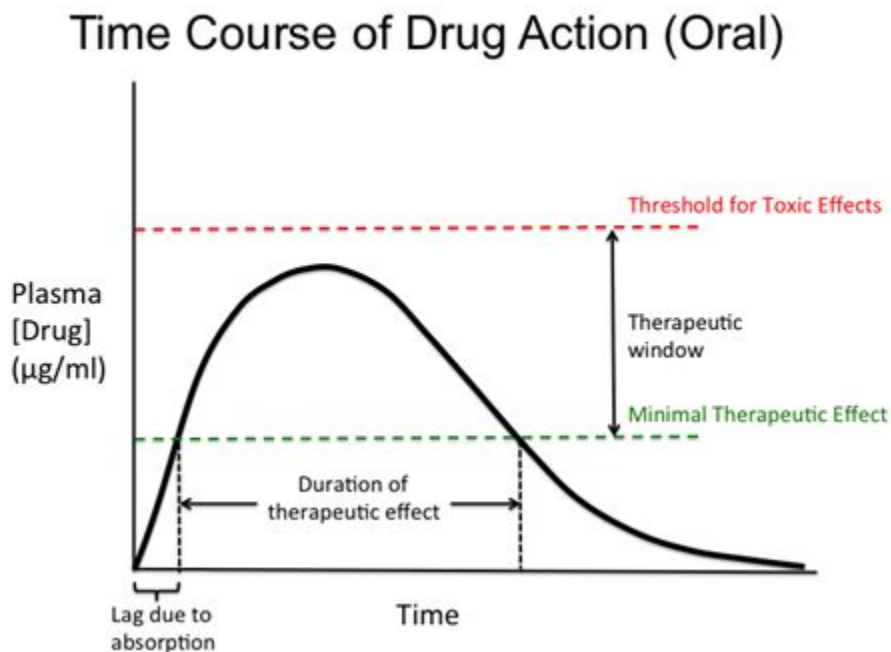 Time Course of Drug Action (Oral)
Threshold for Toxic Effects
Plasma
[Drug]
(µg/ml)
Therapeutic
window
Minimal Therapeutic Effect
Duration of
therapeutic effect
Lag due to
absorption
Time